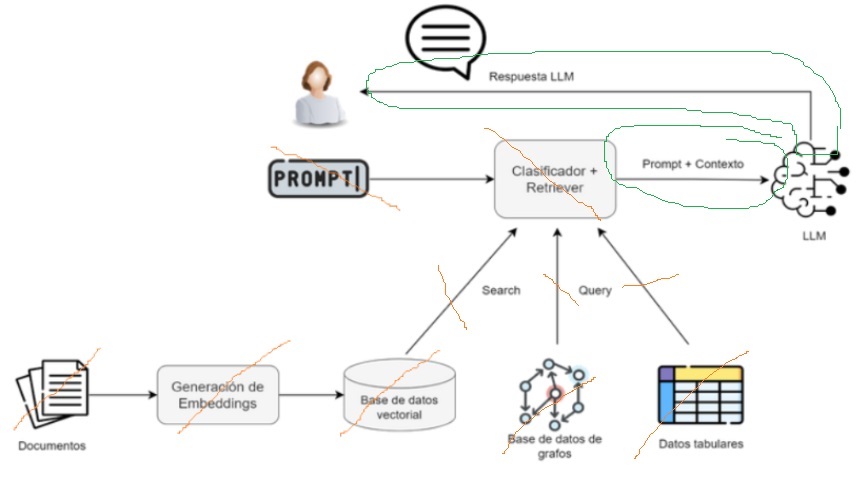 Respuesta LLM
PROMPT
Clasificador +
Retriever
Prompt + Contexto
LLM
Search
Query
Generación de
Embeddings
Base de datos
vectorial
Documentos
Base de datos de
grafos
Datos tabulares